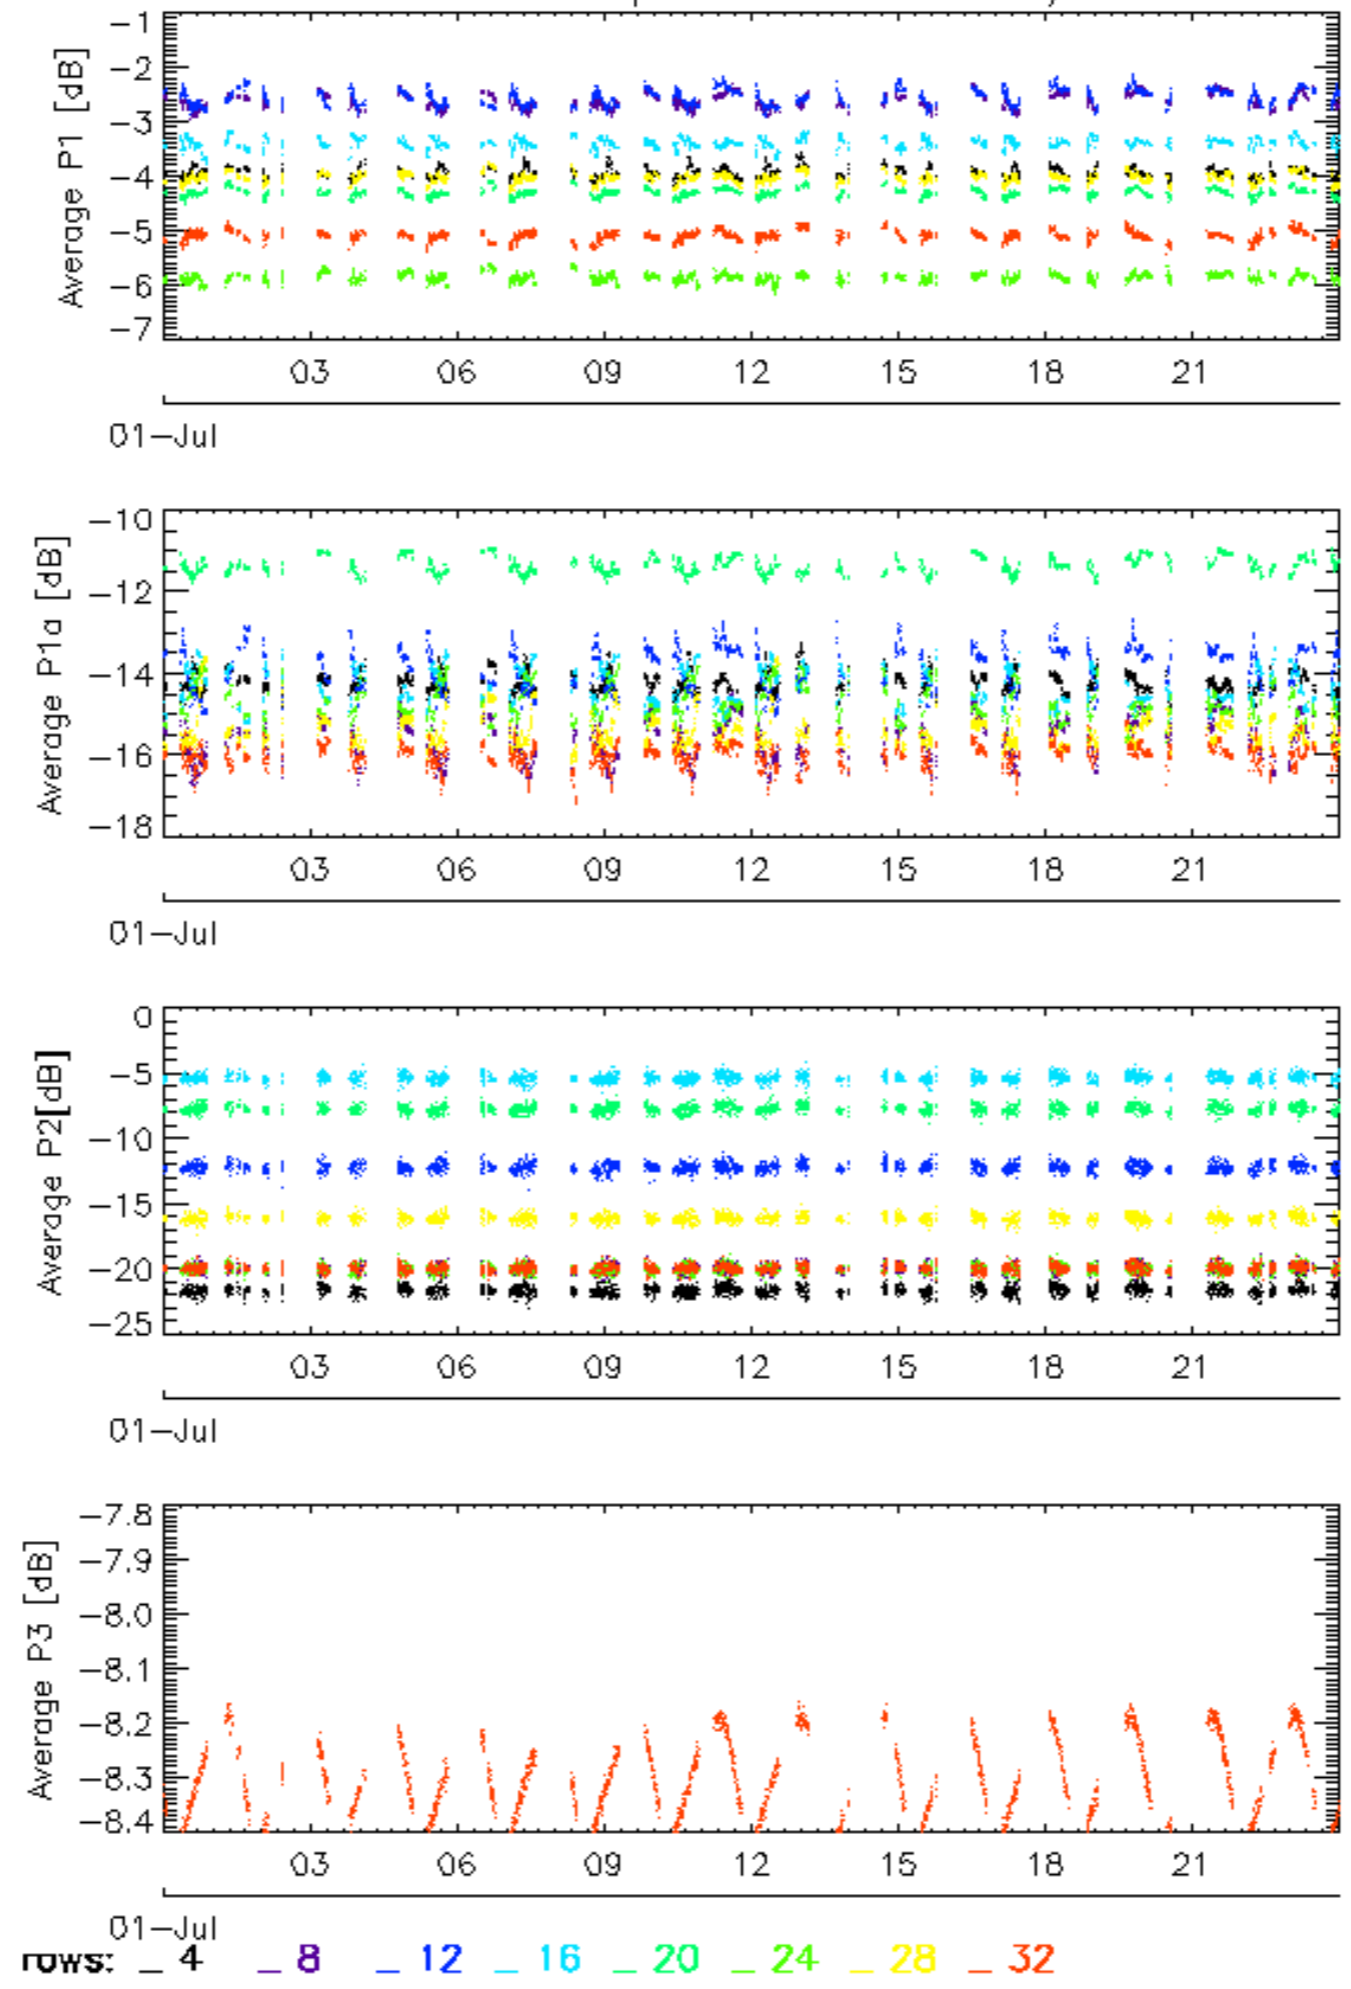 Average P1 [dB]
-1
-2
-3
-4
-5
-6
-7
03 06 09 12 15 18 21
01-Jul
Average P1a [dB]
-10
-12
-14
-16
-18
03 06 09 12 15 18 21
01-Jul
Average P2[dB]
0
-5
-10
-15
-20
-25
03 06 09 12 15 18 21
01-Jul
Average P3 [dB]
-7.8
-7.9
-8.0
-8.1
-8.2
-8.3
-8.4
03 06 09 12 15 18 21
01-Jul
rows: _ 4 _ 8 _ 12 _ 16 _ 20 _ 24 _ 28 _ 32